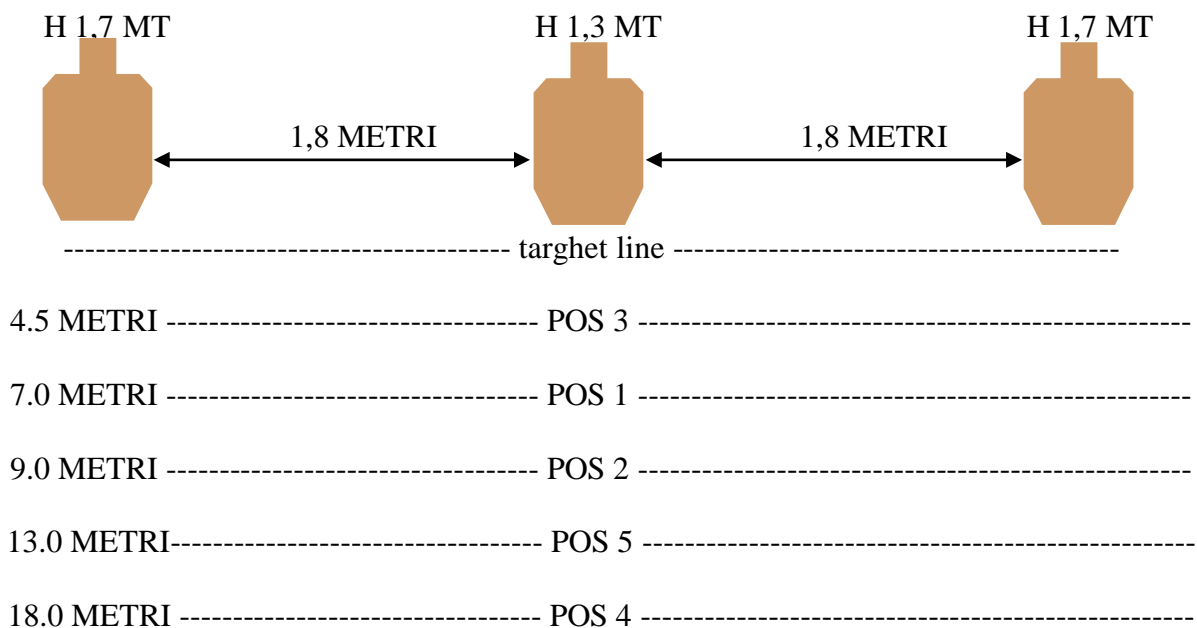 H 1,7 MT H 1,3 MT H 1,7 MT
1,8 METRI 1,8 METRI
---------------------------------------- targhet line ----------------------------------------
4.5 METRI ----------------------------------- POS 3 ----------------------------------------------------
7.0 METRI ----------------------------------- POS 1 ----------------------------------------------------
9.0 METRI ----------------------------------- POS 2 ----------------------------------------------------
13.0 METRI----------------------------------- POS 5 ----------------------------------------------------
18.0 METRI ---------------------------------- POS 4 ----------------------------------------------------